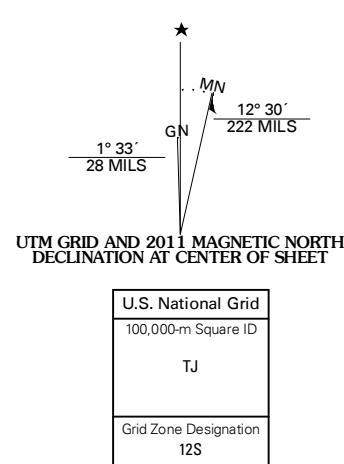 MN
GN
12° 30´
222 MILS
1° 33´
28 MILS
UTM GRID AND 2011 MAGNETIC NORTH
DECLINATION AT CENTER OF SHEET
U.S. National Grid
100,000-m Square ID
TJ
Grid Zone Designation
12S